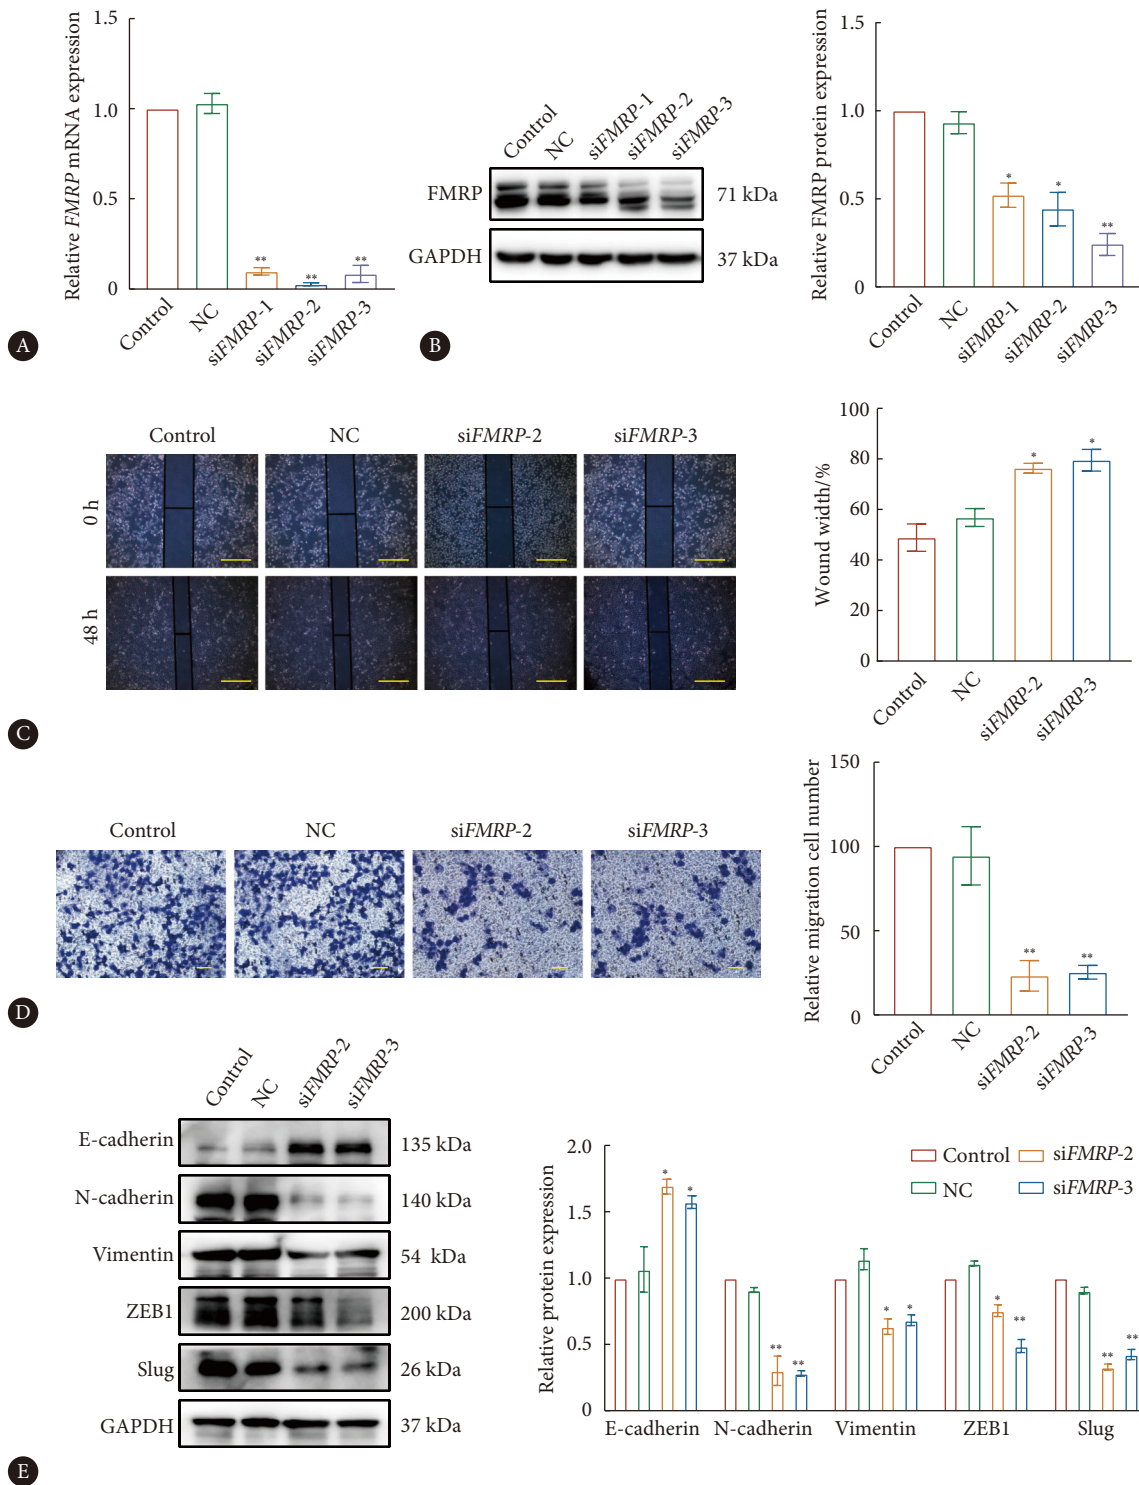 Relative FMRP mRNA expression
1.5
1.0
0.5
0
**
**
**
Control
NC
siFMRP-1
siFMRP-2
siFMRP-3
A
Control
NC
siFMRP-1
siFMRP-2
siFMRP-3
FMRP
71 kDa
GAPDH
37 kDa
B
Relative FMRP protein expression
1.5
1.0
0.5
0
*
*
**
Control
NC
siFMRP-1
siFMRP-2
siFMRP-3
Control
NC
siFMRP-2
siFMRP-3
0 h
48 h
C
Wound width/%
100
80
60
40
20
0
*
*
Control
NC
siFMRP-2
siFMRP-3
Control
NC
siFMRP-2
siFMRP-3
D
Relative migration cell number
150
100
50
0
**
**
Control
NC
siFMRP-2
siFMRP-3
Control
NC
siFMRP-2
siFMRP-3
E-cadherin
135 kDa
N-cadherin
140 kDa
Vimentin
54 kDa
ZEB1
200 kDa
Slug
26 kDa
GAPDH
37 kDa
E
Relative protein expression
2.0
1.5
1.0
0.5
0
Control
siFMRP-2
NC
siFMRP-3
*
*
**
**
*
*
*
**
**
**
E-cadherin
N-cadherin
Vimentin
ZEB1
Slug